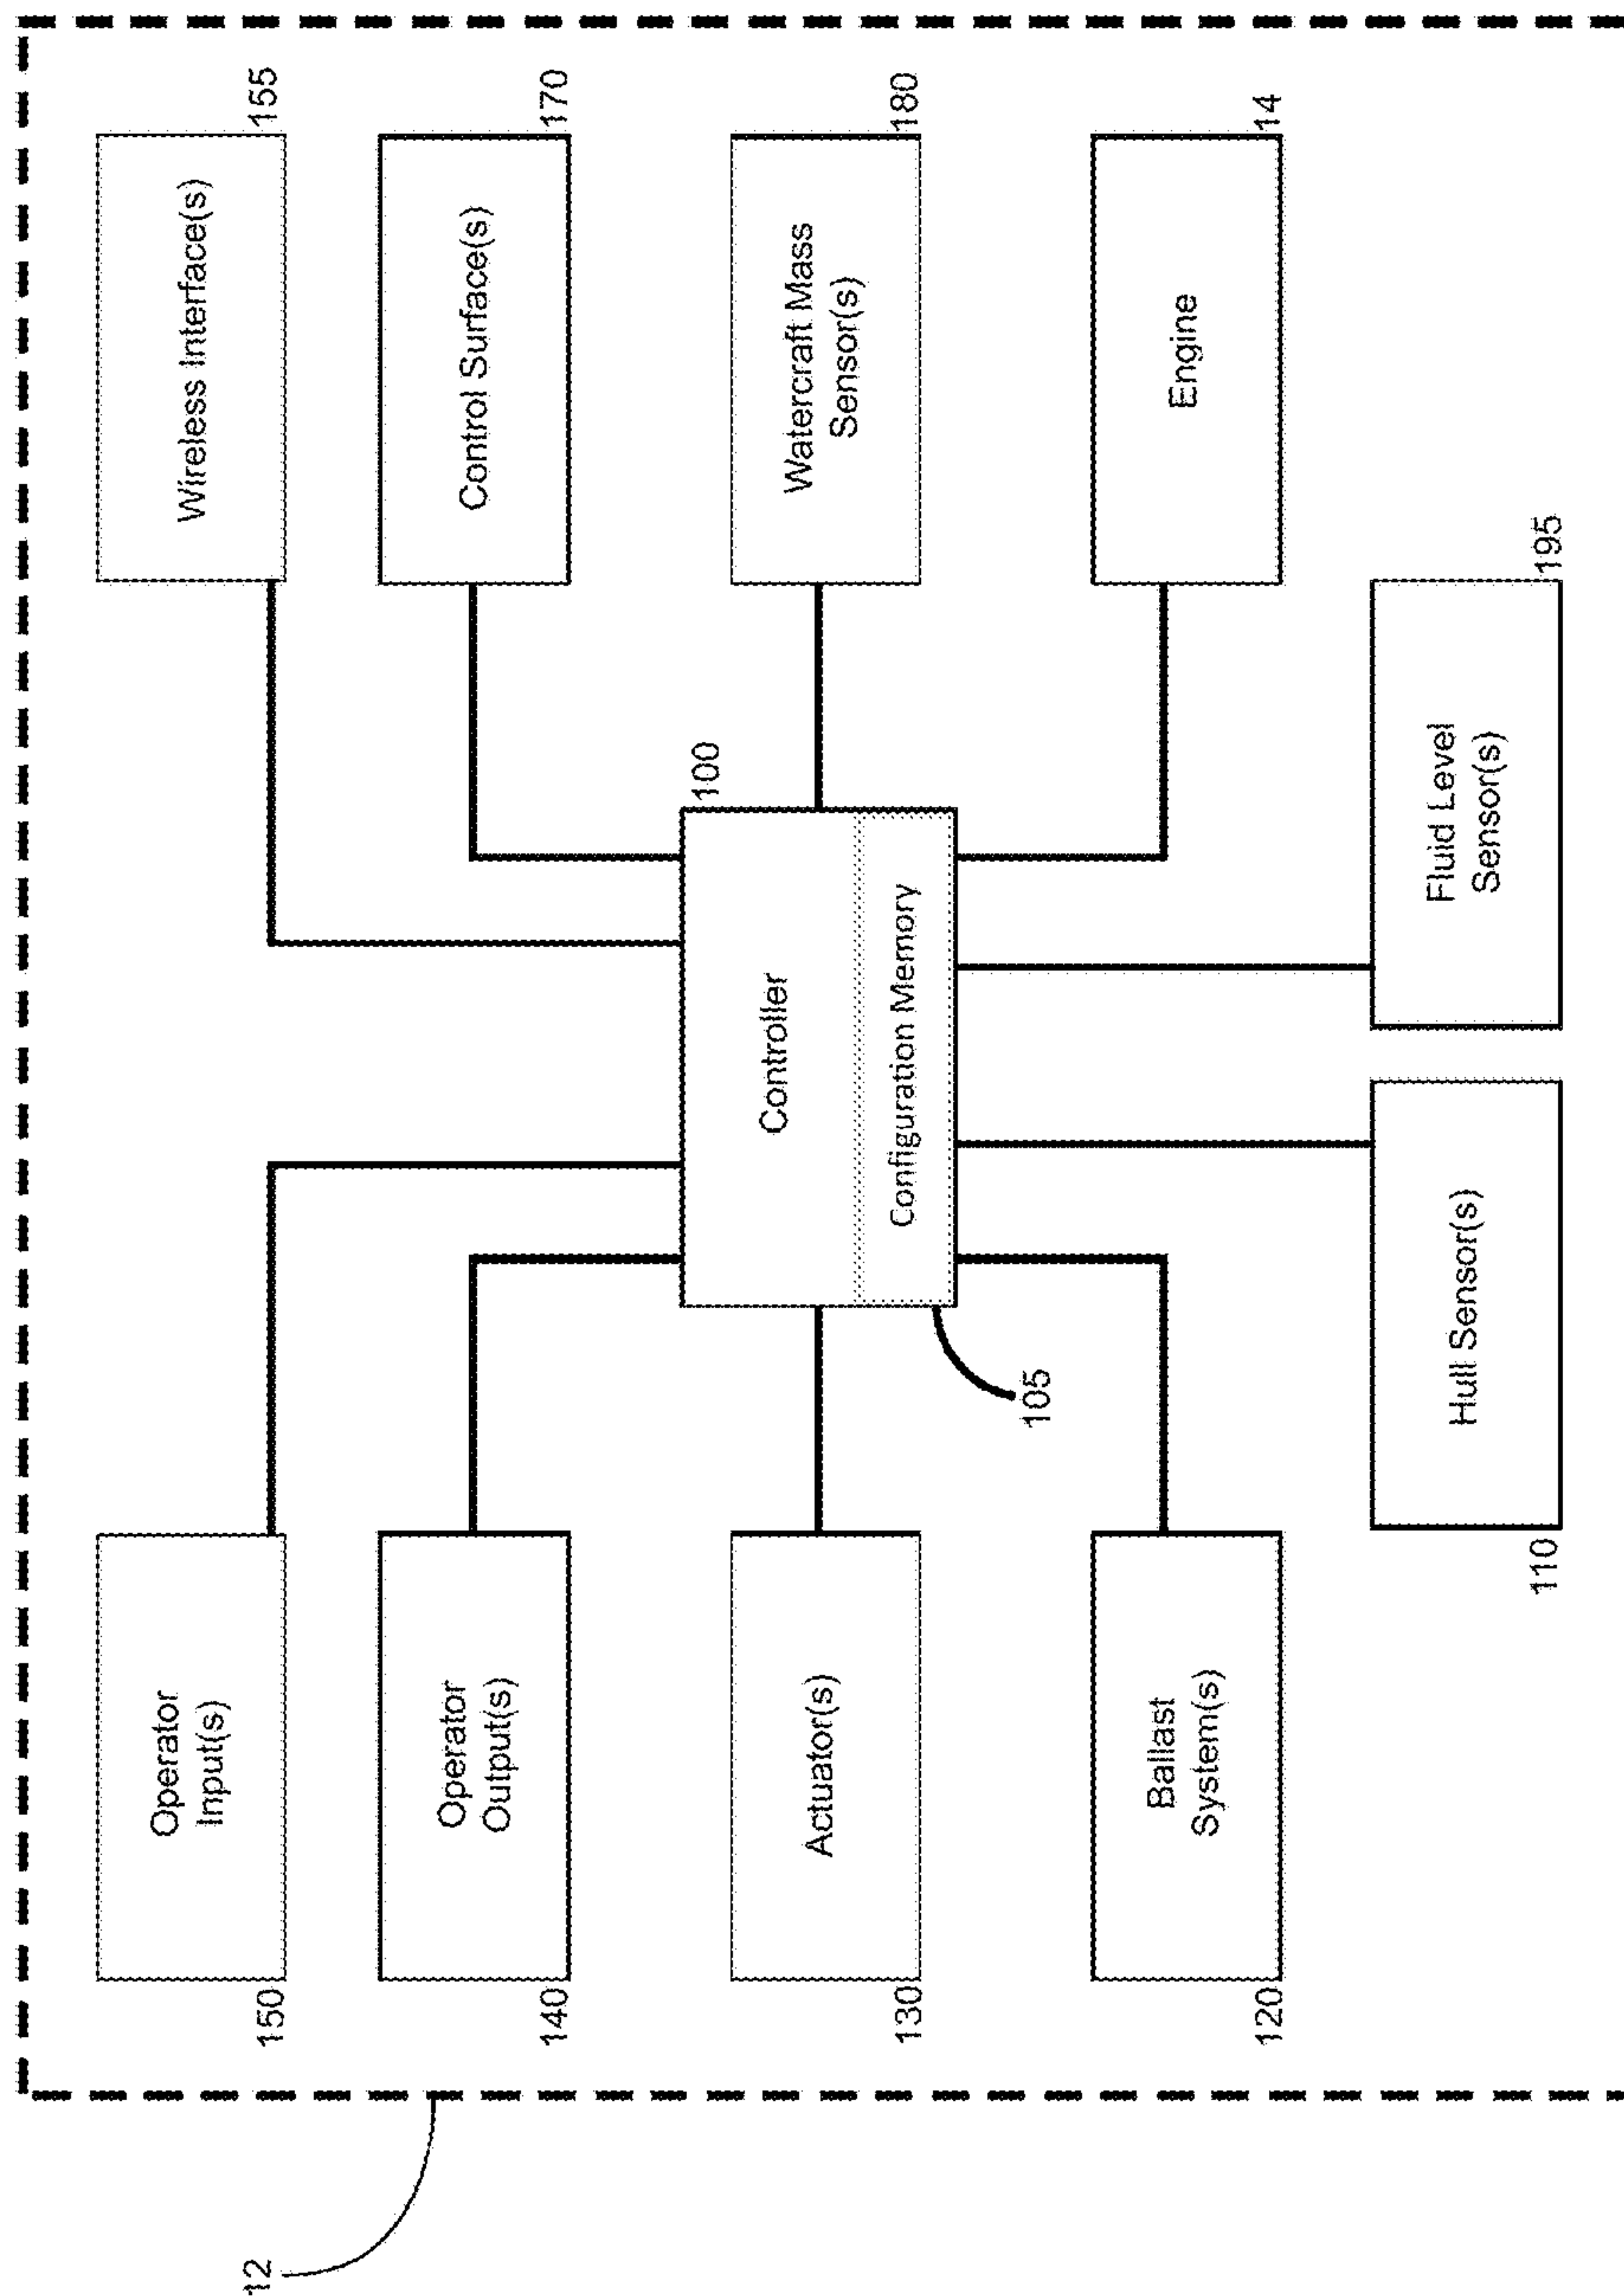 12
150
Operator
Input(s)
Wireless Interface(s)
155
140
Operator
Output(s)
Control Surface(s)
170
100
Controller
Configuration Memory
105
130
Actuator(s)
Watercraft Mass
Sensor(s)
180
120
Ballast
System(s)
Engine
14
110
Hull Sensor(s)
Fluid Level
Sensor(s)
195